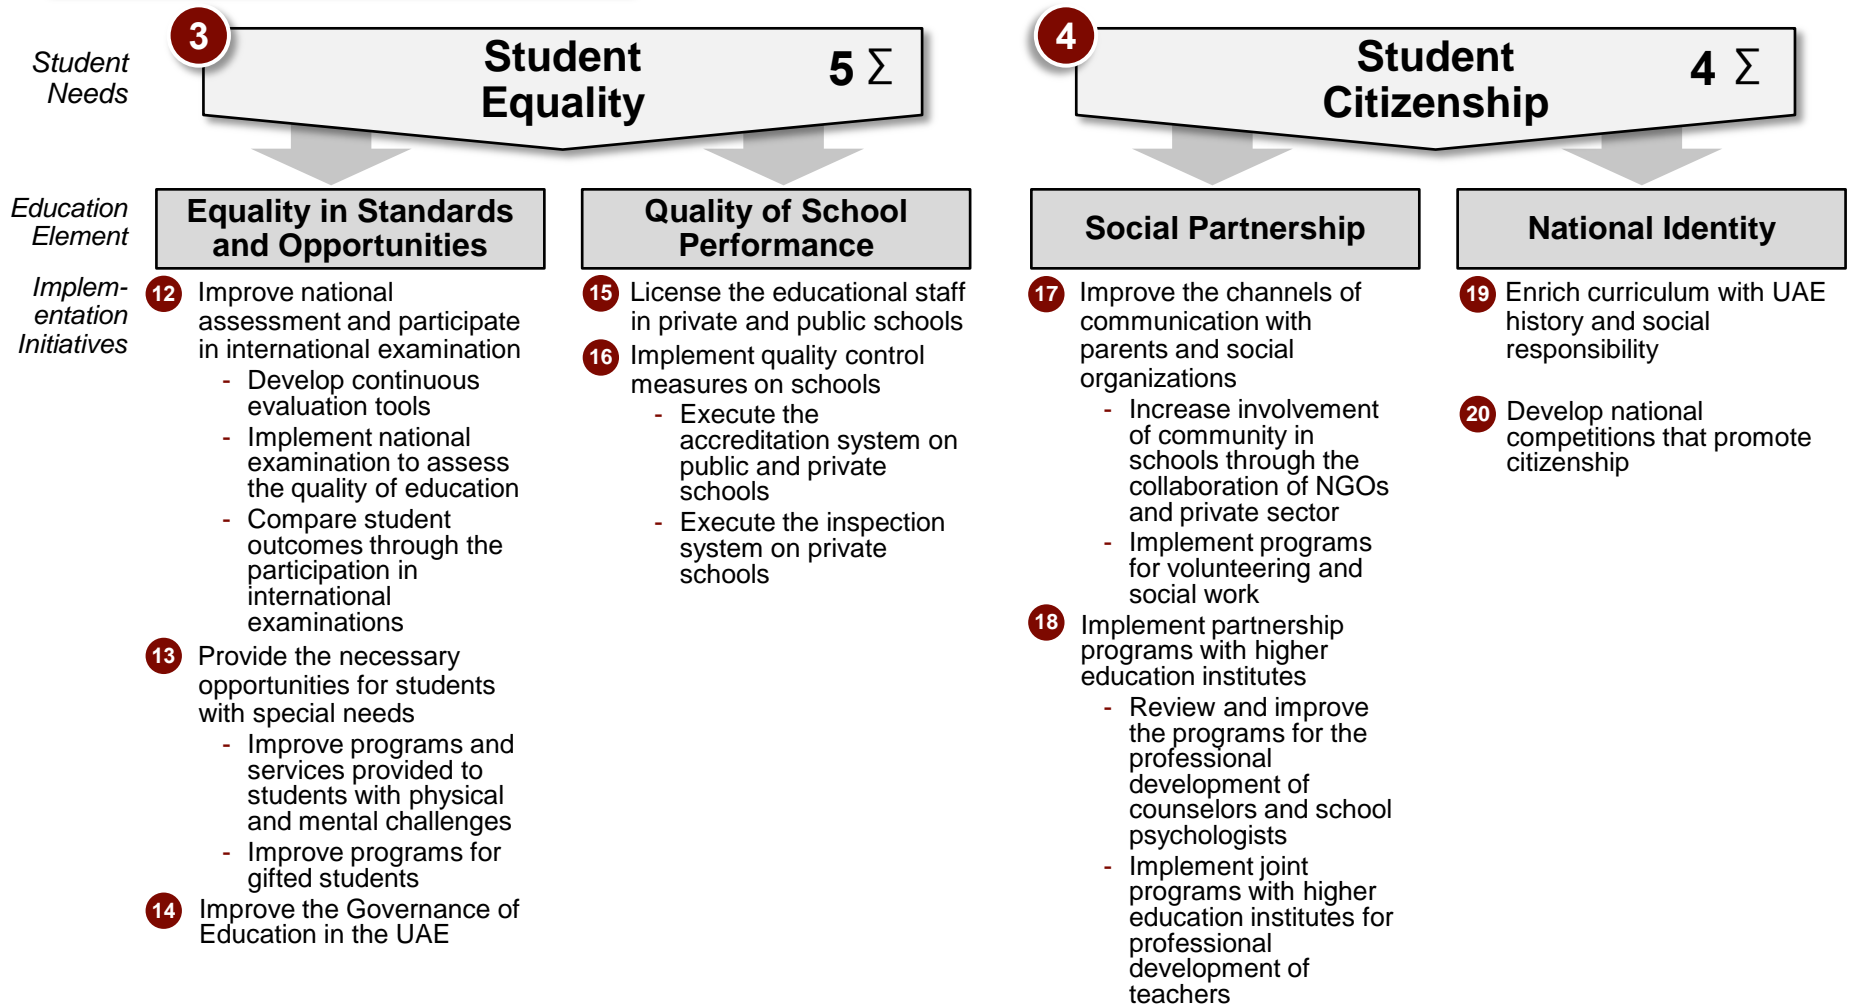 Student
Needs
3
Student
Equality
5 ∑
4
Student
Citizenship
4 ∑
Education
Element
Equality in Standards
and Opportunities
Quality of School
Performance
Social Partnership
National Identity
Implem-
entation
Initiatives
12 Improve national
assessment and participate
in international examination
- Develop continuous
evaluation tools
- Implement national
examination to assess
the quality of education
- Compare student
outcomes through the
participation in
international
examinations
13 Provide the necessary
opportunities for students
with special needs
- Improve programs and
services provided to
students with physical
and mental challenges
- Improve programs for
gifted students
14 Improve the Governance of
Education in the UAE
15 License the educational staff
in private and public schools
16 Implement quality control
measures on schools
- Execute the
accreditation system on
public and private
schools
- Execute the inspection
system on private
schools
17 Improve the channels of
communication with
parents and social
organizations
- Increase involvement
of community in
schools through the
collaboration of NGOs
and private sector
- Implement programs
for volunteering and
social work
18 Implement partnership
programs with higher
education institutes
- Review and improve
the programs for the
professional
development of
counselors and school
psychologists
- Implement joint
programs with higher
education institutes for
professional
development of
teachers
19 Enrich curriculum with UAE
history and social
responsibility
20 Develop national
competitions that promote
citizenship